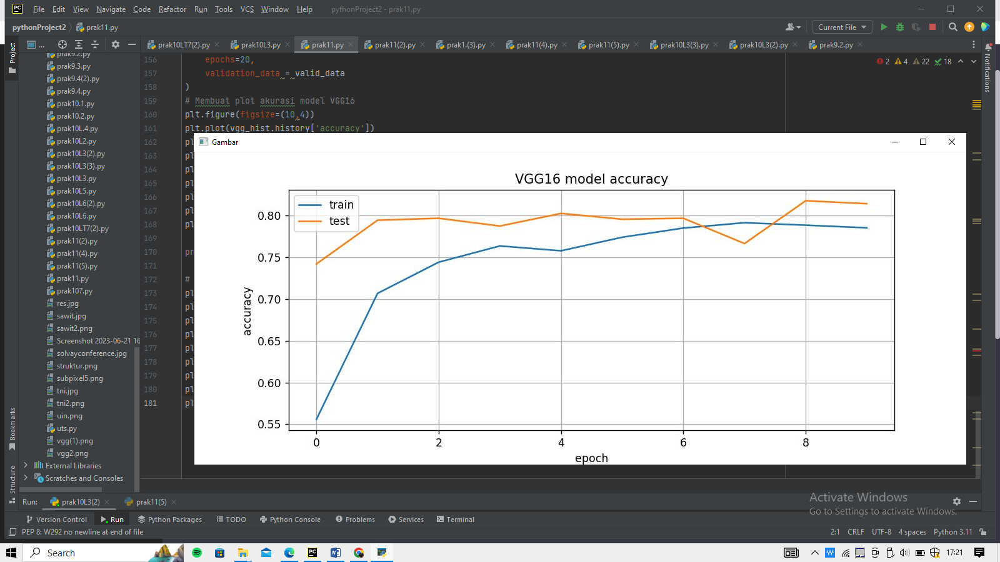 PC File Edit View Navigate Code Refactor Run Tools VCS Window Help pythonProject2 - prak11.py
pythonProject2 prak11.py Current File
Project ... prak10LT7(2).py prak10L3.py prak11.py prak11(2).py prak1.(3).py prak11(4).py prak11(5).py prak10L3(3).py prak10L3(2).py prak9.2.py
Notifications
prak9.2.py
prak9.3.py
prak9.4(2).py
prak9.4.py
prak10.1.py
prak10.2.py
prak10L.4.py
prak10L2.py
prak10L3(2).py
prak10L3(3).py
prak10L3.py
prak10L5.py
prak10L6(2).py
prak10L6.py
prak10LT7(2).py
prak11(2).py
prak11(4).py
prak11(5).py
prak11.py
prak107.py
res.jpg
sawit.jpg
sawit2.png
Screenshot 2023-06-21 16
solvayconference.jpg
struktur.png
subpixel5.png
tni.jpg
tni2.png
uin.png
uts.py
vgg(1).png
vgg2.png
External Libraries
Scratches and Consoles
Bookmarks
Structure
2 4 22 18
156 epochs=20,
157 validation_data = valid_data
158 )
159 # Membuat plot akurasi model VGG16
160 plt.figure(figsize=(10,4))
161 plt.plot(vgg_hist.history['accuracy'])
162 pl
163 pl
164 pl
165 pl
166 pl
167 pl
168 pl
169
170 pr
171
172 #
173 pl
174 pl
175 pl
176 pl
177 pl
178 pl
179 pl
180 pl
181 pl
Gambar
VGG16 model accuracy
train
test
0.80
0.75
0.70
0.65
0.60
0.55
accuracy
0 2 4 6 8
epoch
Activate Windows
Go to Settings to activate Windows.
Run: prak10L3(2) prak11(5)
Version Control Run Python Packages TODO Python Console Problems Services Terminal
PEP 8: W292 no newline at end of file 2:1 CRLF UTF-8 4 spaces Python 3.11
Search PC W W 17:21